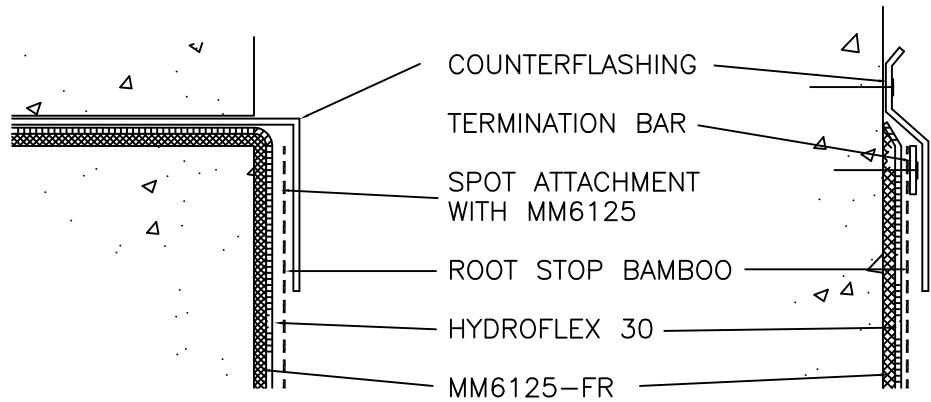 COUNTERFLASHING
TERMINATION BAR
SPOT ATTACHMENT
WITH MM6125
ROOT STOP BAMBOO
HYDROFLEX 30
MM6125-FR